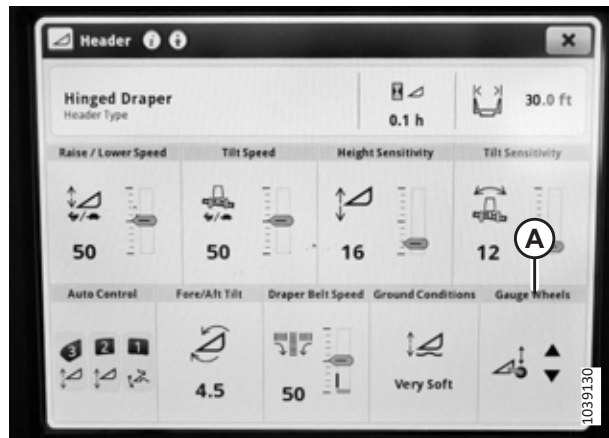 Header
Hinged Draper
Header Type
0.1 h
30.0 ft
Raise / Lower Speed
Tilt Speed
Height Sensitivity
Tilt Sensitivity
50
50
16
12
A
Auto Control
Fore/Aft Tilt
Draper Belt Speed
Ground Conditions
Gauge Wheels
3 2 1
4.5
50
Very Soft
1039130